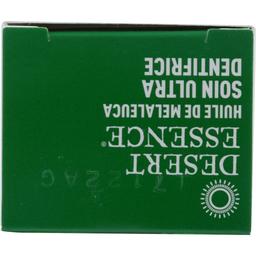 DESERT
ESSENCE®
HUILE DE MELALEUCA
SOIN ULTRA
DENTIFRICE